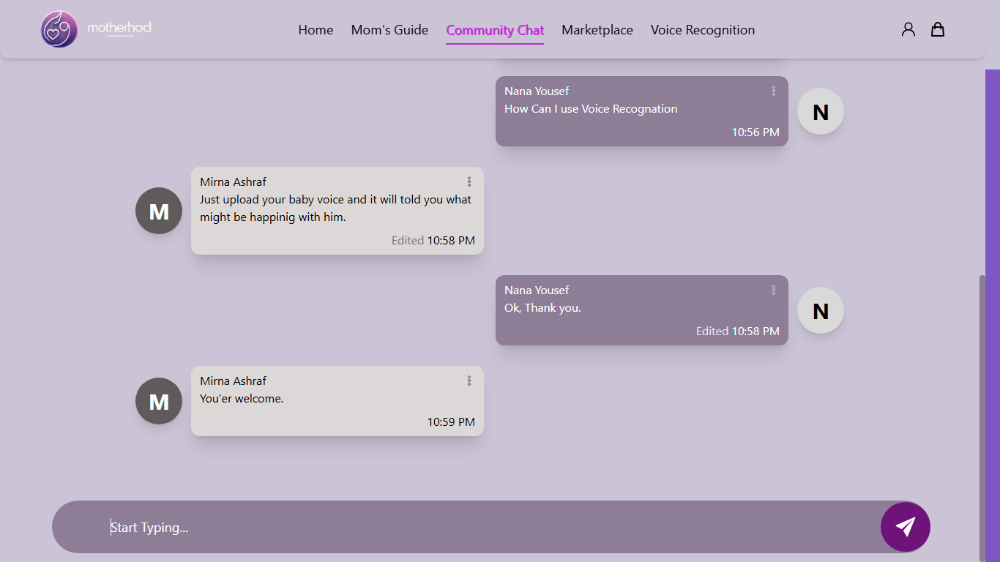 motherhod
MOTHERHOOD
Home Mom's Guide Community Chat Marketplace Voice Recognition
Nana Yousef
How Can I use Voice Recognation
10:56 PM
N
Mirna Ashraf
Just upload your baby voice and it will told you what
might be happinig with him.
Edited 10:58 PM
M
Nana Yousef
Ok, Thank you.
Edited 10:58 PM
N
Mirna Ashraf
You'er welcome.
10:59 PM
M
Start Typing...